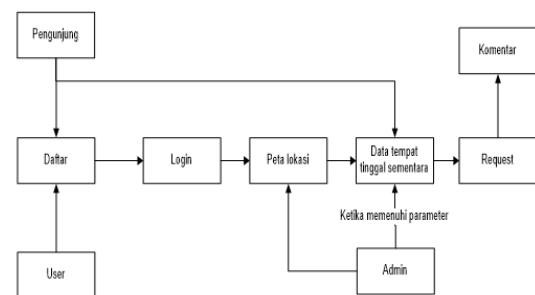 Pengunjung
Komentar
Daftar
Login
Peta lokasi
Data tempat
tinggal sementara
Request
Ketika memenuhi parameter
User
Admin